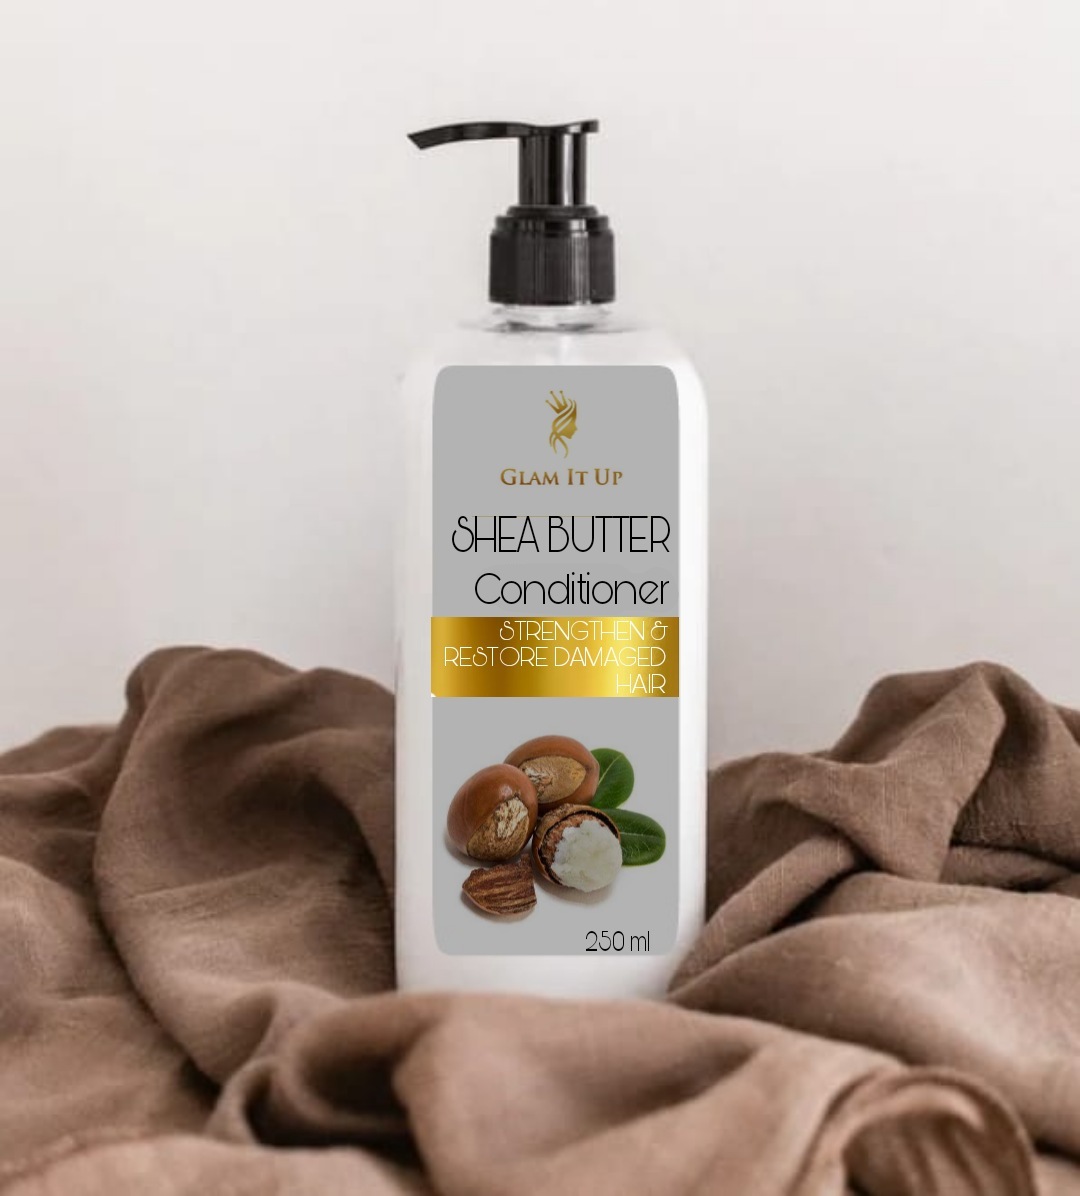 GLAM IT UP
SHEA BUTTER
Conditioner
STRENGTHEN &
RESTORE DAMAGED
HAIR
250 ml